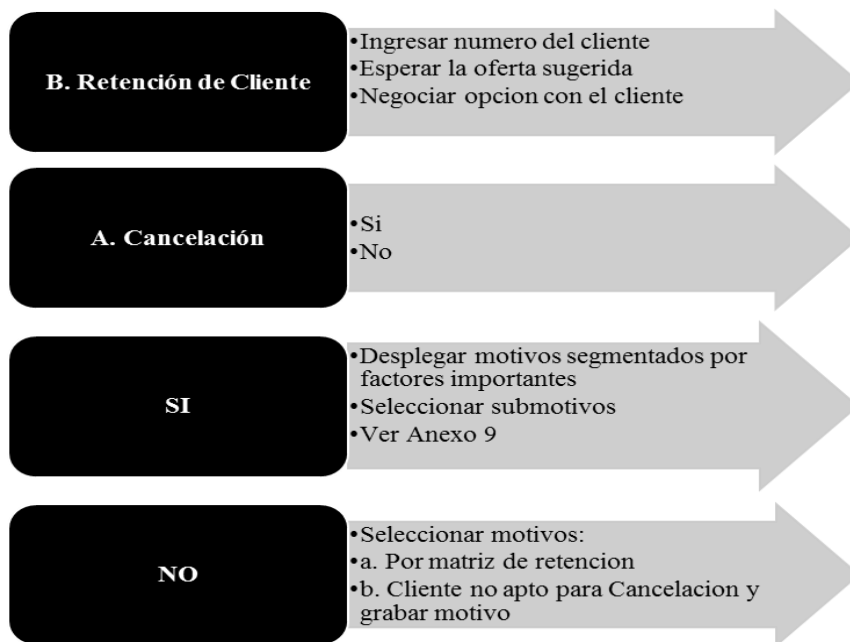 B. Retención de Cliente
•Ingresar numero del cliente
•Esperar la oferta sugerida
•Negociar opcion con el cliente
A. Cancelación
•Si
•No
SI
•Desplegar motivos segmentados por
factores importantes
•Seleccionar submotivos
•Ver Anexo 9
NO
•Seleccionar motivos:
•a. Por matriz de retencion
•b. Cliente no apto para Cancelacion y
grabar motivo